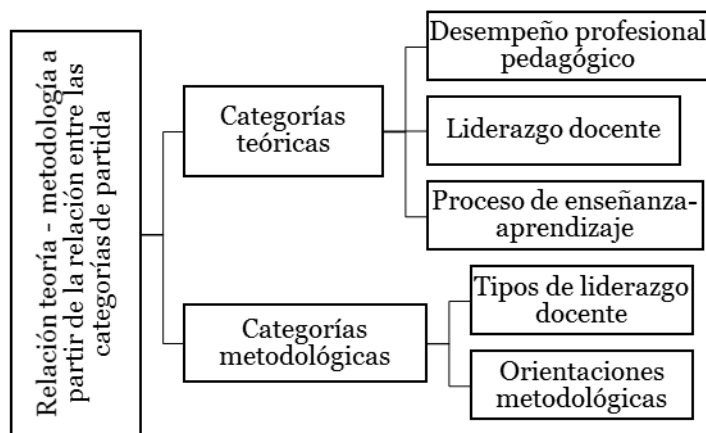 Relación teoría - metodología a
partir de la relación entre las
categorías de partida
Categorías
teóricas
Desempeño profesional
pedagógico
Liderazgo docente
Proceso de enseñanza-
aprendizaje
Categorías
metodológicas
Tipos de liderazgo
docente
Orientaciones
metodológicas